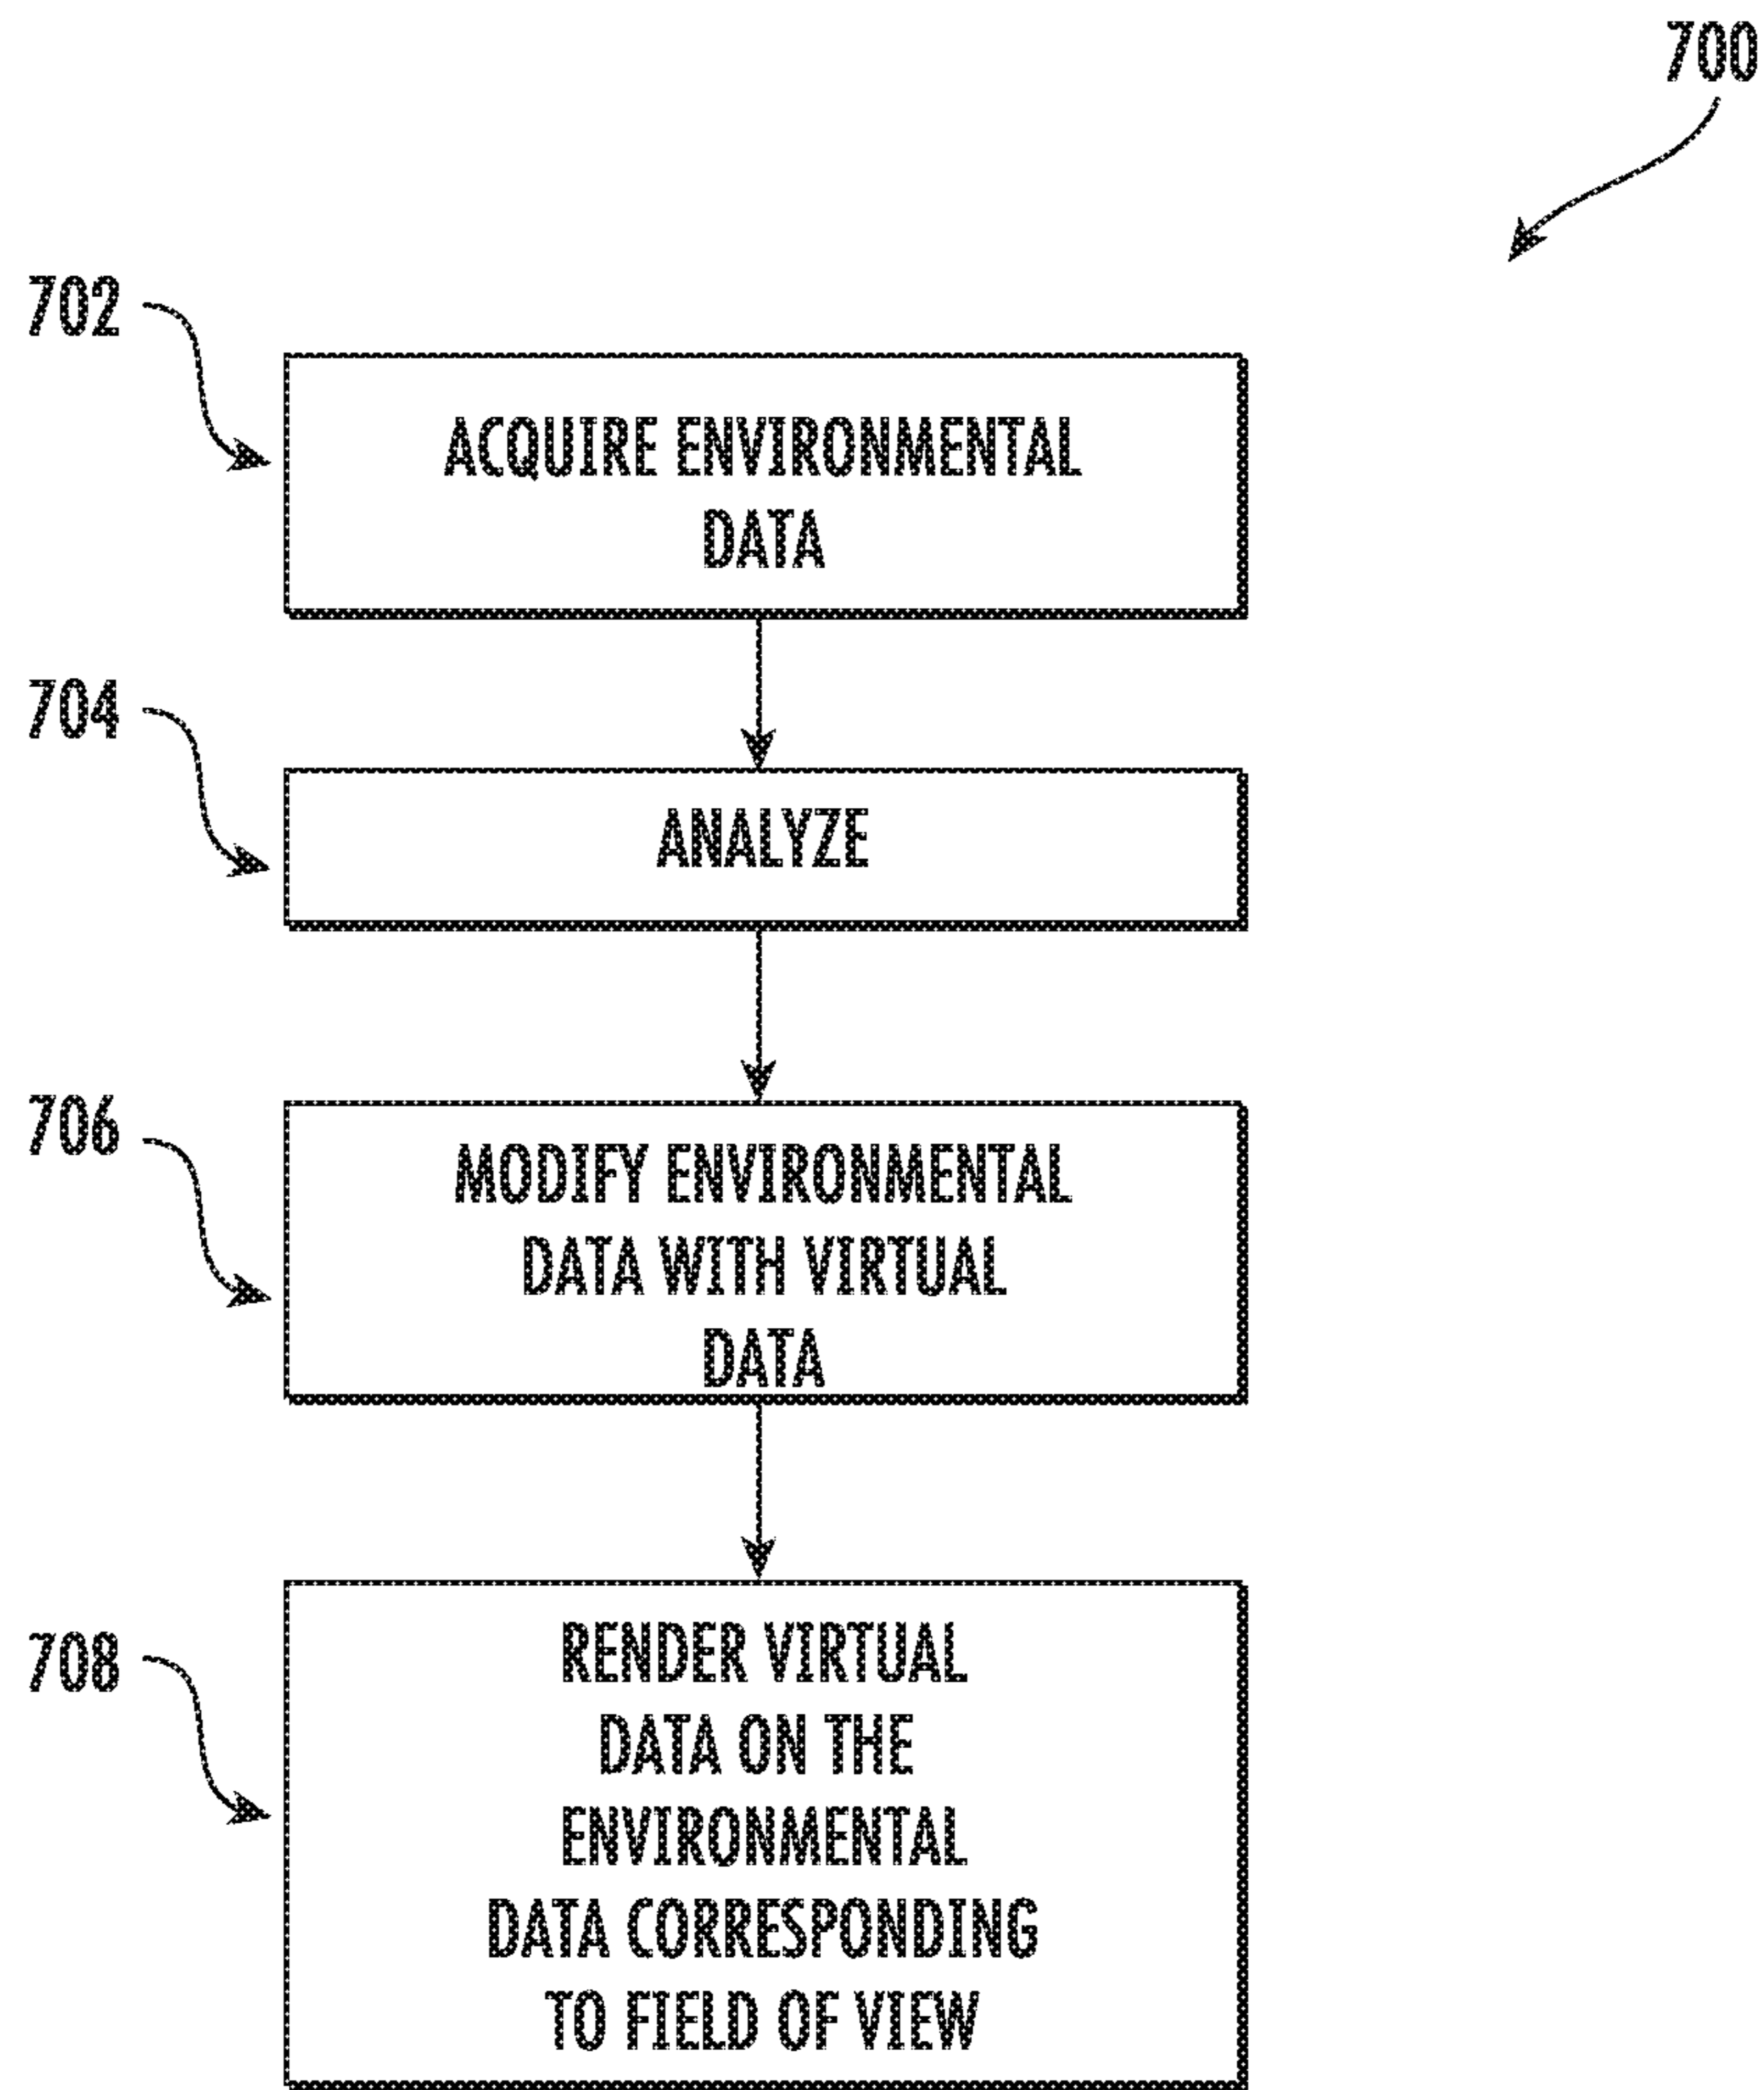 700
702
ACQUIRE ENVIRONMENTAL
DATA
704
ANALYZE
706
MODIFY ENVIRONMENTAL
DATA WITH VIRTUAL
DATA
708
RENDER VIRTUAL
DATA ON THE
ENVIRONMENTAL
DATA CORRESPONDING
TO FIELD OF VIEW